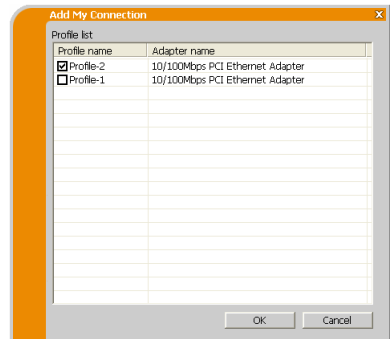 Add My Connection
Profile list
Profile name Adapter name
Profile-2 10/100Mbps PCI Ethernet Adapter
Profile-1 10/100Mbps PCI Ethernet Adapter
OK Cancel